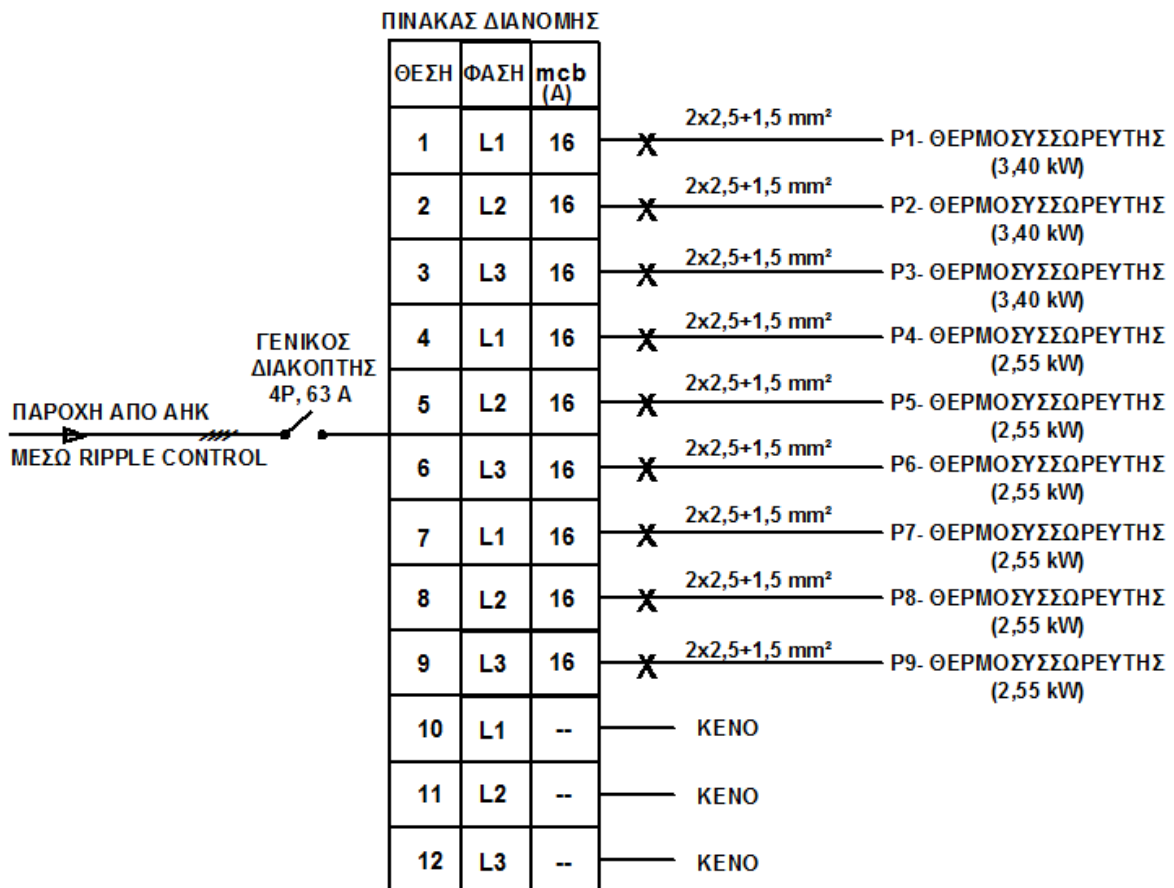 ΠΙΝΑΚΑΣ ΔΙΑΝΟΜΗΣ
ΘΕΣΗ ΦΑΣΗ mcb
(A)
1 L1 16 2x2,5+1,5 mm² P1- ΘΕΡΜΟΣΥΣΣΩΡΕΥΤΗΣ
(3,40 kW)
2 L2 16 2x2,5+1,5 mm² P2- ΘΕΡΜΟΣΥΣΣΩΡΕΥΤΗΣ
(3,40 kW)
3 L3 16 2x2,5+1,5 mm² P3- ΘΕΡΜΟΣΥΣΣΩΡΕΥΤΗΣ
(3,40 kW)
4 L1 16 2x2,5+1,5 mm² P4- ΘΕΡΜΟΣΥΣΣΩΡΕΥΤΗΣ
(2,55 kW)
5 L2 16 2x2,5+1,5 mm² P5- ΘΕΡΜΟΣΥΣΣΩΡΕΥΤΗΣ
(2,55 kW)
ΓΕΝΙΚΟΣ
ΔΙΑΚΟΠΤΗΣ
4P, 63 A
ΠΑΡΟΧΗ ΑΠΟ ΑΗΚ
ΜΕΣΩ RIPPLE CONTROL
6 L3 16 2x2,5+1,5 mm² P6- ΘΕΡΜΟΣΥΣΣΩΡΕΥΤΗΣ
(2,55 kW)
7 L1 16 2x2,5+1,5 mm² P7- ΘΕΡΜΟΣΥΣΣΩΡΕΥΤΗΣ
(2,55 kW)
8 L2 16 2x2,5+1,5 mm² P8- ΘΕΡΜΟΣΥΣΣΩΡΕΥΤΗΣ
(2,55 kW)
9 L3 16 2x2,5+1,5 mm² P9- ΘΕΡΜΟΣΥΣΣΩΡΕΥΤΗΣ
(2,55 kW)
10 L1 -- ΚΕΝΟ
11 L2 -- ΚΕΝΟ
12 L3 -- ΚΕΝΟ